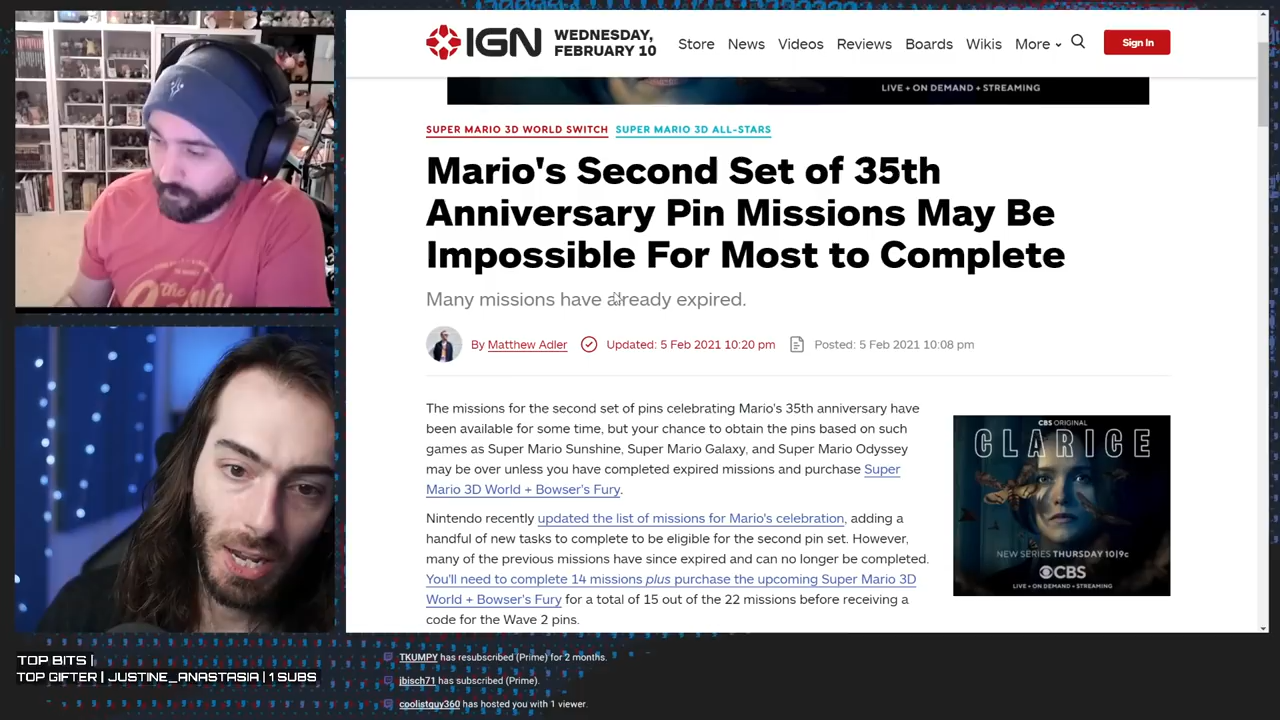 IGN
WEDNESDAY,
FEBRUARY 10
Store News Videos Reviews Boards Wikis More
Sign In
LIVE + ON DEMAND + STREAMING
SUPER MARIO 3D WORLD SWITCH SUPER MARIO 3D ALL-STARS
Mario's Second Set of 35th
Anniversary Pin Missions May Be
Impossible For Most to Complete
Many missions have already expired.
By Matthew Adler Updated: 5 Feb 2021 10:20 pm Posted: 5 Feb 2021 10:08 pm
The missions for the second set of pins celebrating Mario's 35th anniversary have
been available for some time, but your chance to obtain the pins based on such
games as Super Mario Sunshine, Super Mario Galaxy, and Super Mario Odyssey
may be over unless you have completed expired missions and purchase Super
Mario 3D World + Bowser's Fury.
Nintendo recently updated the list of missions for Mario's celebration, adding a
handful of new tasks to complete to be eligible for the second pin set. However,
many of the previous missions have since expired and can no longer be completed.
You'll need to complete 14 missions plus purchase the upcoming Super Mario 3D
World + Bowser's Fury for a total of 15 out of the 22 missions before receiving a
code for the Wave 2 pins.
CBS ORIGINAL
CLARICE
NEW SERIES THURSDAY 10|9c
CBS
LIVE + ON DEMAND + STREAMING
TOP BITS |
TOP GIFTER | JUSTINE_ANASTASIA | 1 SUBS
TKUMPY has resubscribed (Prime) for 2 months.
jbisch71 has subscribed (Prime).
coolistguy360 has hosted you with 1 viewer.